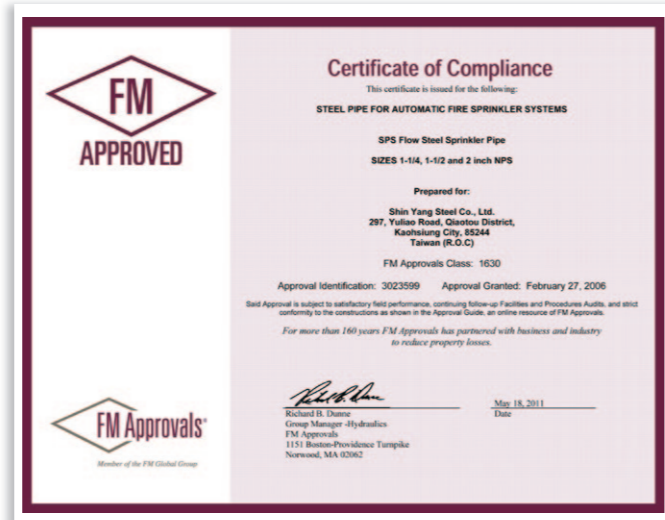 FM
APPROVED
Certificate of Compliance
This certificate is issued for the following:
STEEL PIPE FOR AUTOMATIC FIRE SPRINKLER SYSTEMS
SPS Flow Steel Sprinkler Pipe
SIZES 1-1/4, 1-1/2 and 2 inch NPS
Prepared for:
Shin Yang Steel Co., Ltd.
297, Yuliao Road, Qiaotou District,
Kaohsiung City, 85244
Taiwan (R.O.C)
FM Approvals Class: 1630
Approval Identification: 3023599 Approval Granted: February 27, 2006
Said Approval is subject to satisfactory field performance, continuing follow-up Facilities and Procedures Audits, and strict
conformity to the constructions as shown in the Approval Guide, an online resource of FM Approvals.
For more than 160 years FM Approvals has partnered with business and industry
to reduce property losses.
Richard B. Dunne
Group Manager -Hydraulics
FM Approvals
1151 Boston-Providence Turnpike
Norwood, MA 02062
May 18, 2011
Date
FM Approvals
Member of the FM Global Group